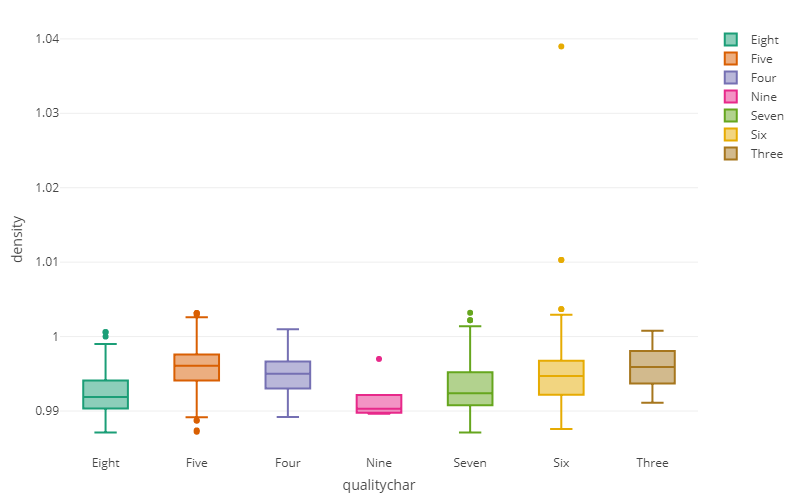 1.04
1.03
1.02
1.01
1
0.99
density
Eight Five Four Nine Seven Six Three
qualitychar
Eight
Five
Four
Nine
Seven
Six
Three